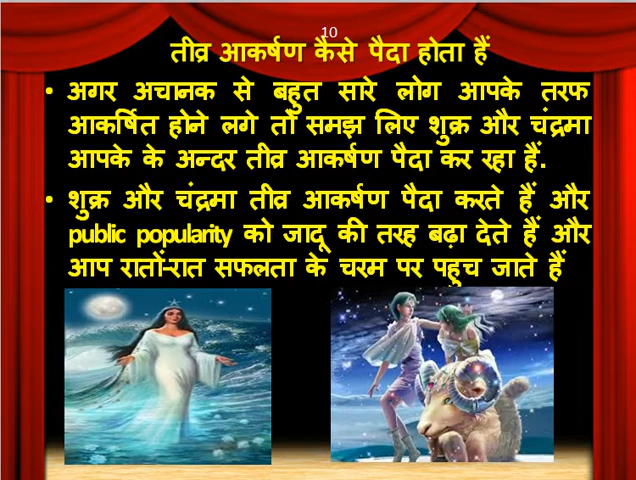 10
तीव्र आकर्षण कैसे पैदा होता हैं
• अगर अचानक से बहुत सारे लोग आपके तरफ
आकर्षित होने लगे तों समझ लिए शुक्र और चंद्रमा
आपके के अन्दर तीव्र आकर्षण पैदा कर रहा हैं.
• शुक्र और चंद्रमा तीव्र आकर्षण पैदा करते हैं और
public popularity को जादू की तरह बढ़ा देते हैं और
आप रातों-रात सफलता के चरम पर पहुच जाते हैं